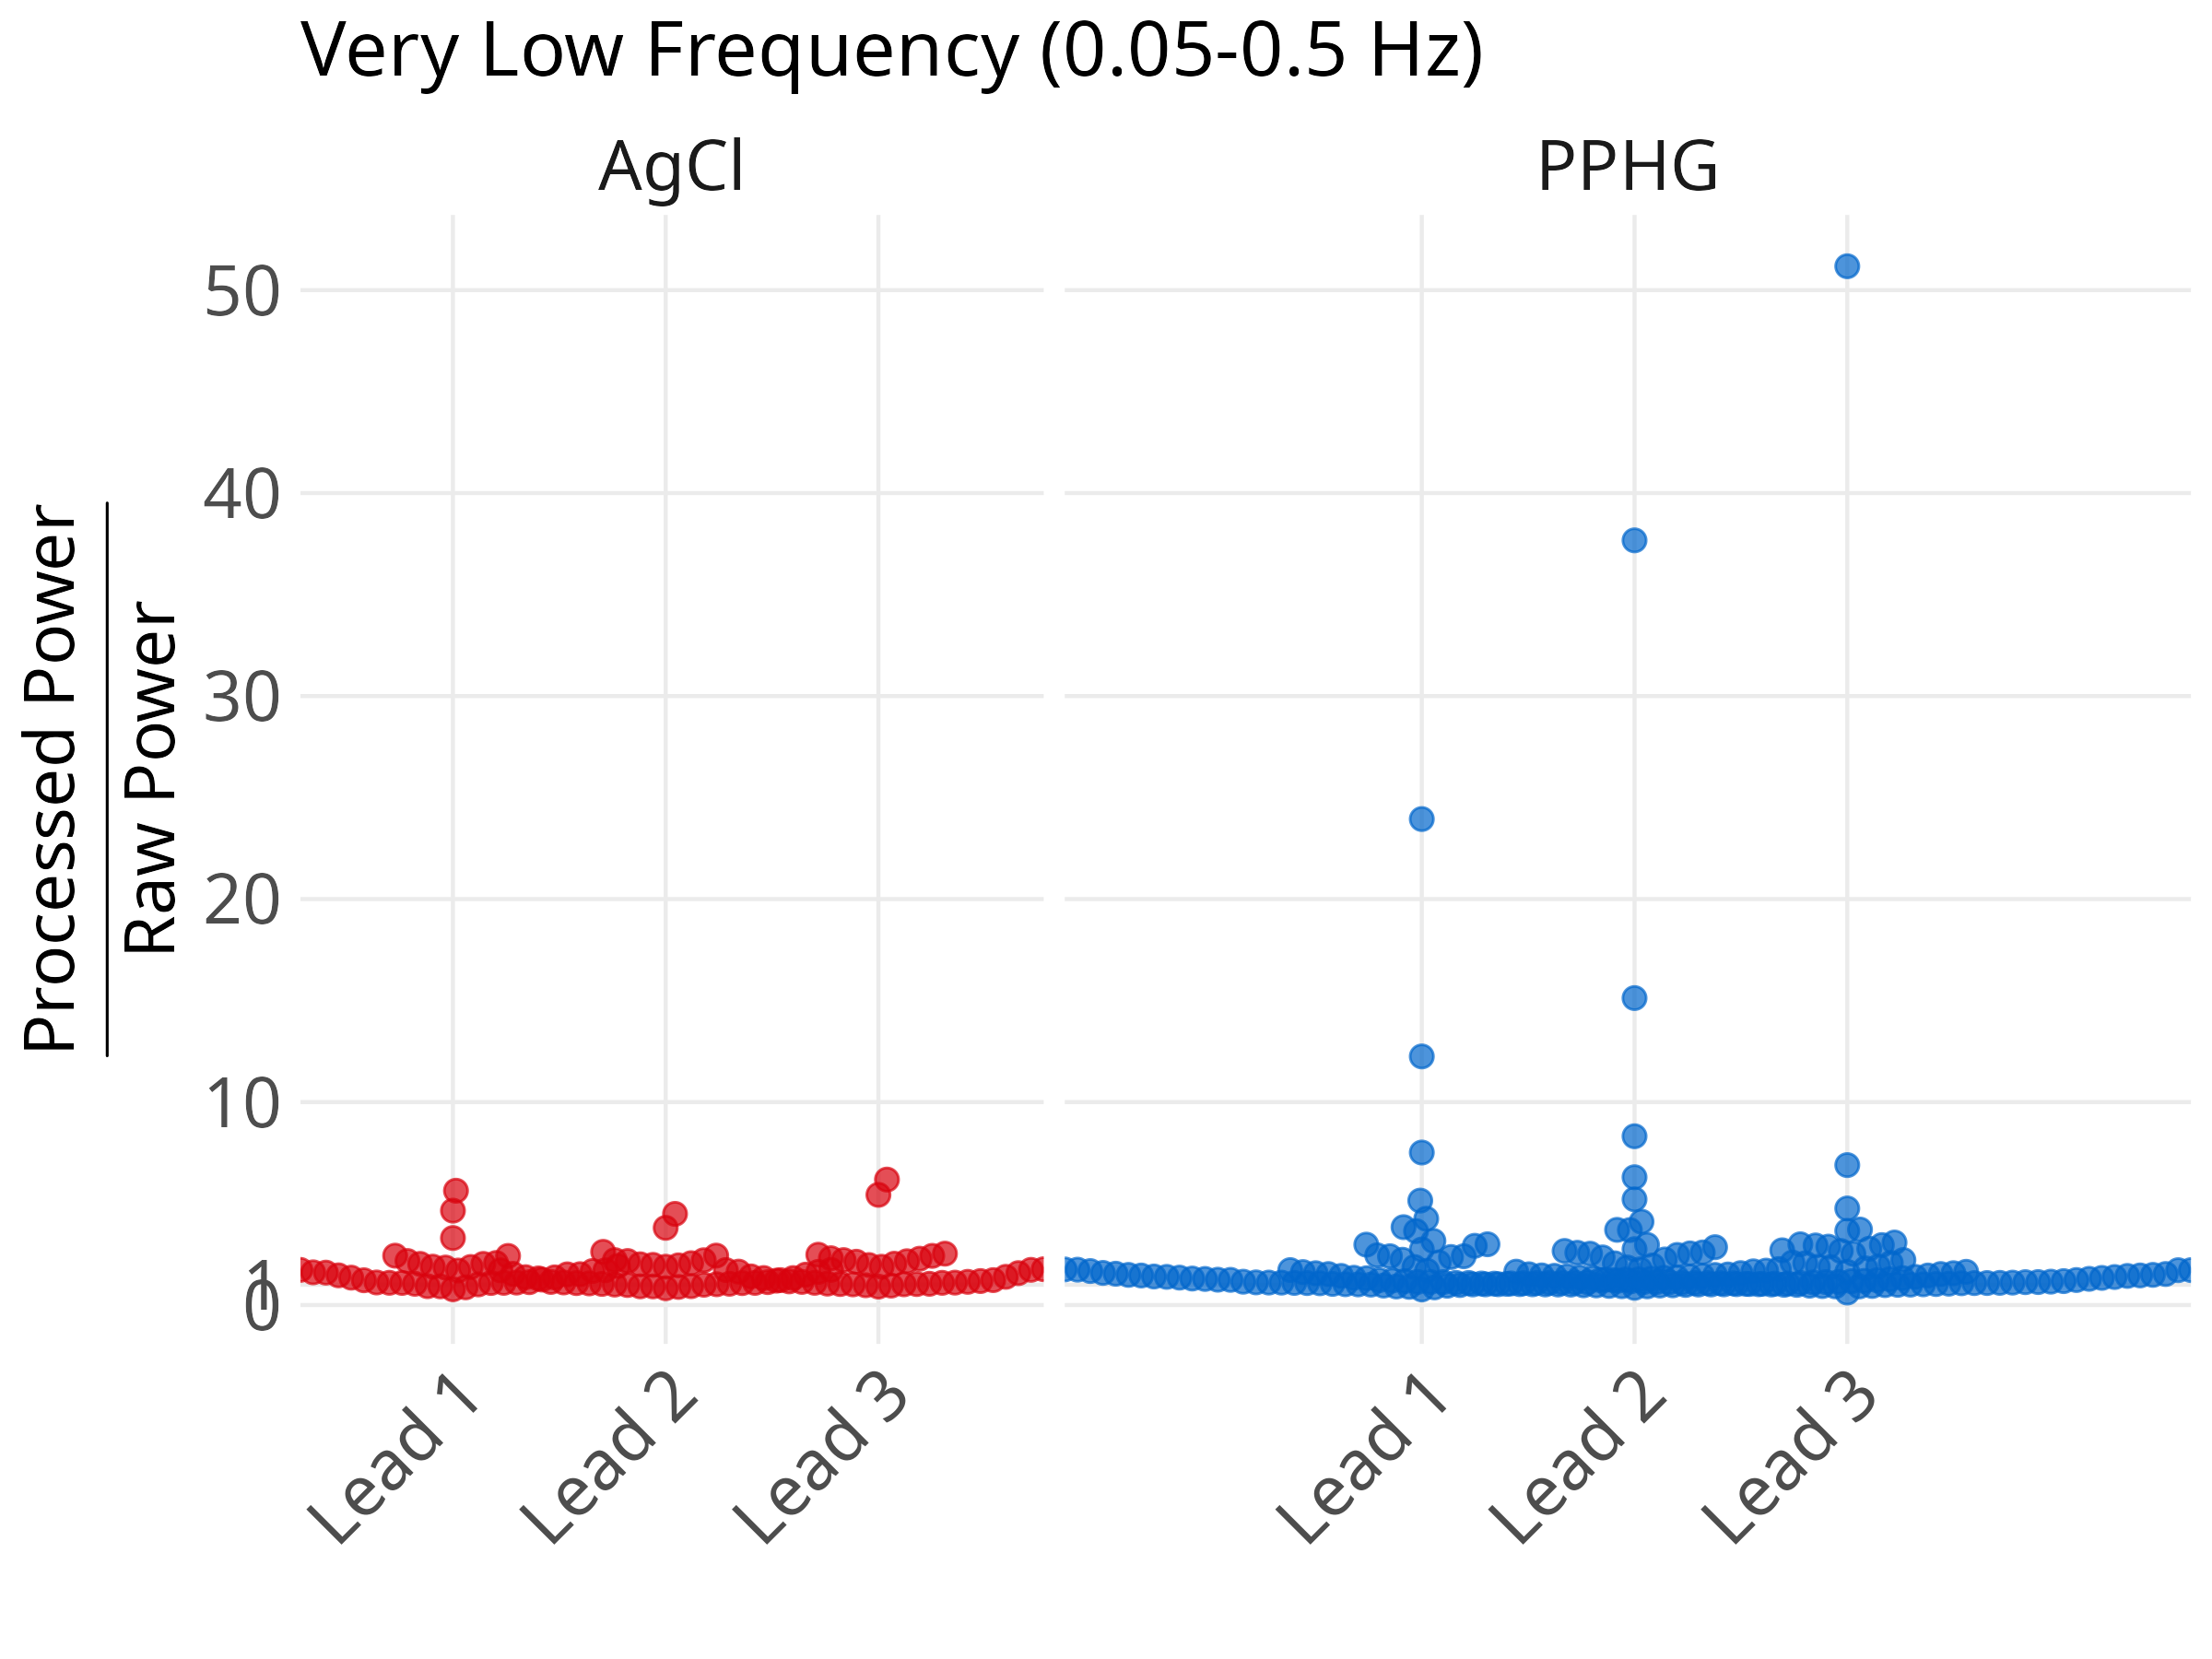 Very Low Frequency (0.05-0.5 Hz)
AgCl
PPHG
Processed Power
Raw Power
50
40
30
20
10
1
0
Lead 1
Lead 2
Lead 3
Lead 1
Lead 2
Lead 3